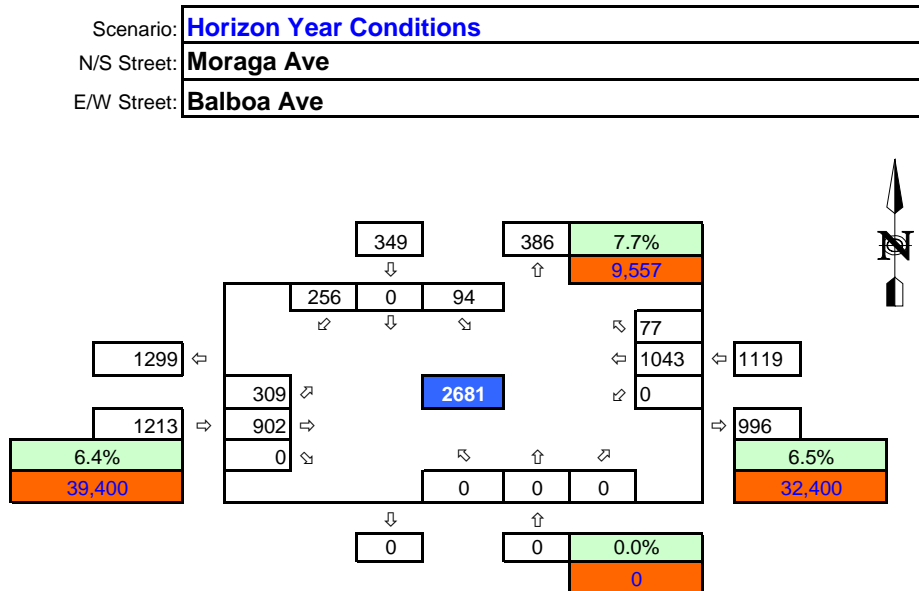 Scenario: Horizon Year Conditions
N/S Street: Moraga Ave
E/W Street: Balboa Ave
349 386 7.7%
⇩ ⇧ 9,557
N
256 0 94
⬃ ⇩ ⬂ ⬁ 77
1299 ⇦ ⇦ 1043 ⇦ 1119
309 ⬀ 2681 ⬃ 0
1213 ⇨ 902 ⇨ ⇨ 996
6.4% 0 ⬂ ⬁ ⇧ ⬀ 6.5%
39,400 0 0 0 32,400
⇩ ⇧
0 0 0.0%
0